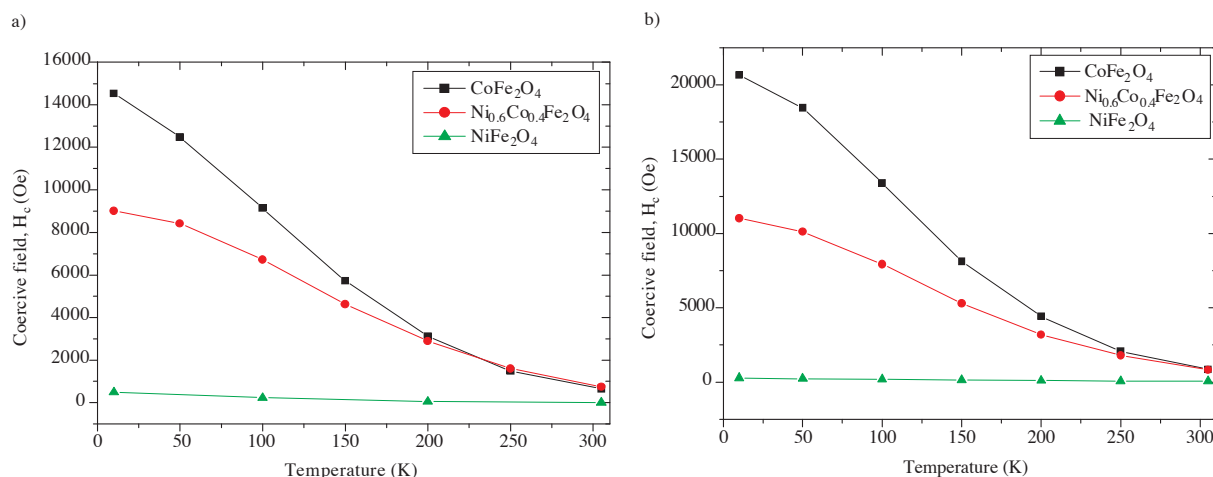 a)
16000
14000
12000
10000
8000
6000
4000
2000
0
Coercive field, H_c (Oe)
CoFe₂O₄
Ni₀.₆Co₀.₄Fe₂O₄
NiFe₂O₄
0 50 100 150 200 250 300
Temperature (K)
b)
20000
15000
10000
5000
0
Coercive field, H_c (Oe)
CoFe₂O₄
Ni₀.₆Co₀.₄Fe₂O₄
NiFe₂O₄
0 50 100 150 200 250 300
Temperature (K)